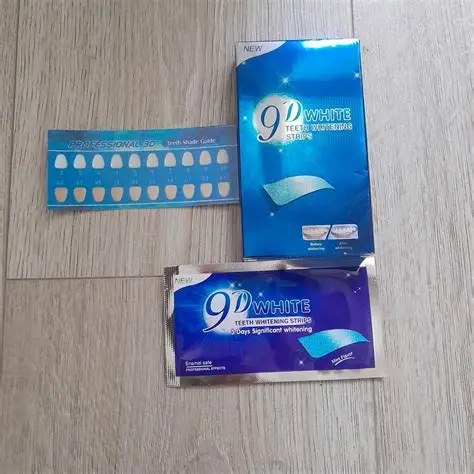 NEW
9D WHITE
TEETH WHITENING
STRIPS
Before
whitening
After
whitening
PROFESSIONAL 3D
Teeth Shade Guide
NEW
9D WHITE
TEETH WHITENING STRIPS
Days Significant whitening
Enamel safe
PROFESSIONAL EFFECTS
Mint Flavor